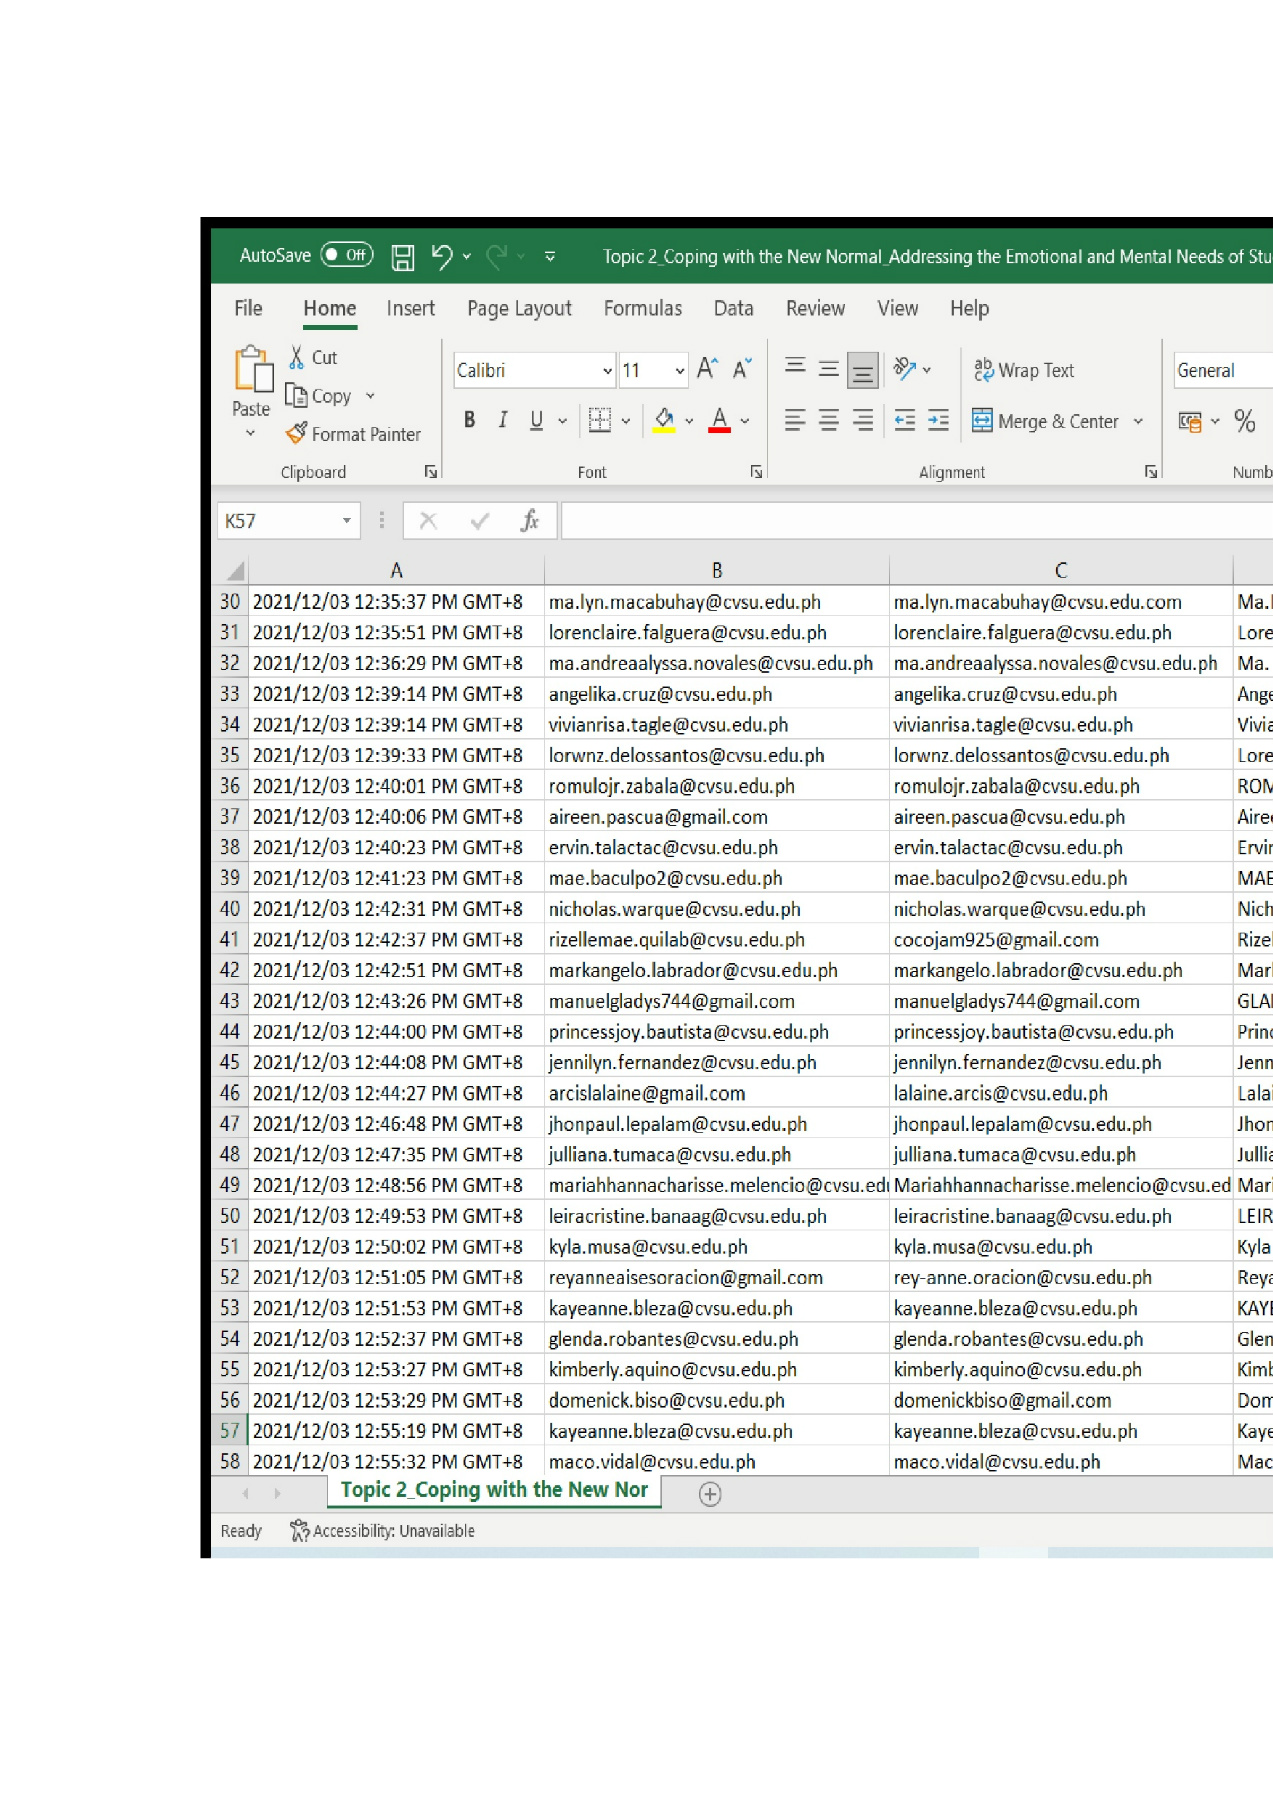 AutoSave Off Topic 2_Coping with the New Normal_Addressing the Emotional and Mental Needs of Stu
File Home Insert Page Layout Formulas Data Review View Help
Cut
Copy
Format Painter
Paste
Calibri 11 A A ab Wrap Text General
B I U A Merge & Center %
Clipboard Font Alignment Numb
K57 fx
A B C
30 2021/12/03 12:35:37 PM GMT+8 ma.lyn.macabuhay@cvsu.edu.ph ma.lyn.macabuhay@cvsu.edu.com Ma.
31 2021/12/03 12:35:51 PM GMT+8 lorenclaire.falguera@cvsu.edu.ph lorenclaire.falguera@cvsu.edu.ph Lore
32 2021/12/03 12:36:29 PM GMT+8 ma.andreaalyssa.novales@cvsu.edu.ph ma.andreaalyssa.novales@cvsu.edu.ph Ma.
33 2021/12/03 12:39:14 PM GMT+8 angelika.cruz@cvsu.edu.ph angelika.cruz@cvsu.edu.ph Ange
34 2021/12/03 12:39:14 PM GMT+8 vivianrisa.tagle@cvsu.edu.ph vivianrisa.tagle@cvsu.edu.ph Vivia
35 2021/12/03 12:39:33 PM GMT+8 lorwnz.delossantos@cvsu.edu.ph lorwnz.delossantos@cvsu.edu.ph Lore
36 2021/12/03 12:40:01 PM GMT+8 romulojr.zabala@cvsu.edu.ph romulojr.zabala@cvsu.edu.ph ROM
37 2021/12/03 12:40:06 PM GMT+8 aireen.pascua@gmail.com aireen.pascua@cvsu.edu.ph Airee
38 2021/12/03 12:40:23 PM GMT+8 ervin.talactac@cvsu.edu.ph ervin.talactac@cvsu.edu.ph Ervin
39 2021/12/03 12:41:23 PM GMT+8 mae.baculpo2@cvsu.edu.ph mae.baculpo2@cvsu.edu.ph MAE
40 2021/12/03 12:42:31 PM GMT+8 nicholas.warque@cvsu.edu.ph nicholas.warque@cvsu.edu.ph Nich
41 2021/12/03 12:42:37 PM GMT+8 rizellemae.quilab@cvsu.edu.ph cocojam925@gmail.com Rizel
42 2021/12/03 12:42:51 PM GMT+8 markangelo.labrador@cvsu.edu.ph markangelo.labrador@cvsu.edu.ph Mark
43 2021/12/03 12:43:26 PM GMT+8 manuelgladys744@gmail.com manuelgladys744@gmail.com GLA
44 2021/12/03 12:44:00 PM GMT+8 princessjoy.bautista@cvsu.edu.ph princessjoy.bautista@cvsu.edu.ph Princ
45 2021/12/03 12:44:08 PM GMT+8 jennilyn.fernandez@cvsu.edu.ph jennilyn.fernandez@cvsu.edu.ph Jenn
46 2021/12/03 12:44:27 PM GMT+8 arcislalaine@gmail.com lalaine.arcis@cvsu.edu.ph Lalai
47 2021/12/03 12:46:48 PM GMT+8 jhonpaul.lepalam@cvsu.edu.ph jhonpaul.lepalam@cvsu.edu.ph Jhon
48 2021/12/03 12:47:35 PM GMT+8 julliana.tumaca@cvsu.edu.ph julliana.tumaca@cvsu.edu.ph Jullia
49 2021/12/03 12:48:56 PM GMT+8 mariahhannacharisse.melencio@cvsu.edu Mariahhannacharisse.melencio@cvsu.ed Mari
50 2021/12/03 12:49:53 PM GMT+8 leiracristine.banaag@cvsu.edu.ph leiracristine.banaag@cvsu.edu.ph LEIR
51 2021/12/03 12:50:02 PM GMT+8 kyla.musa@cvsu.edu.ph kyla.musa@cvsu.edu.ph Kyla
52 2021/12/03 12:51:05 PM GMT+8 reyanneaisesoracion@gmail.com rey-anne.oracion@cvsu.edu.ph Reya
53 2021/12/03 12:51:53 PM GMT+8 kayeanne.bleza@cvsu.edu.ph kayeanne.bleza@cvsu.edu.ph KAYE
54 2021/12/03 12:52:37 PM GMT+8 glenda.robantes@cvsu.edu.ph glenda.robantes@cvsu.edu.ph Glen
55 2021/12/03 12:53:27 PM GMT+8 kimberly.aquino@cvsu.edu.ph kimberly.aquino@cvsu.edu.ph Kimb
56 2021/12/03 12:53:29 PM GMT+8 domenick.biso@cvsu.edu.ph domenickbiso@gmail.com Dom
57 2021/12/03 12:55:19 PM GMT+8 kayeanne.bleza@cvsu.edu.ph kayeanne.bleza@cvsu.edu.ph Kaye
58 2021/12/03 12:55:32 PM GMT+8 maco.vidal@cvsu.edu.ph maco.vidal@cvsu.edu.ph Mac
Topic 2_Coping with the New Nor
Ready Accessibility: Unavailable